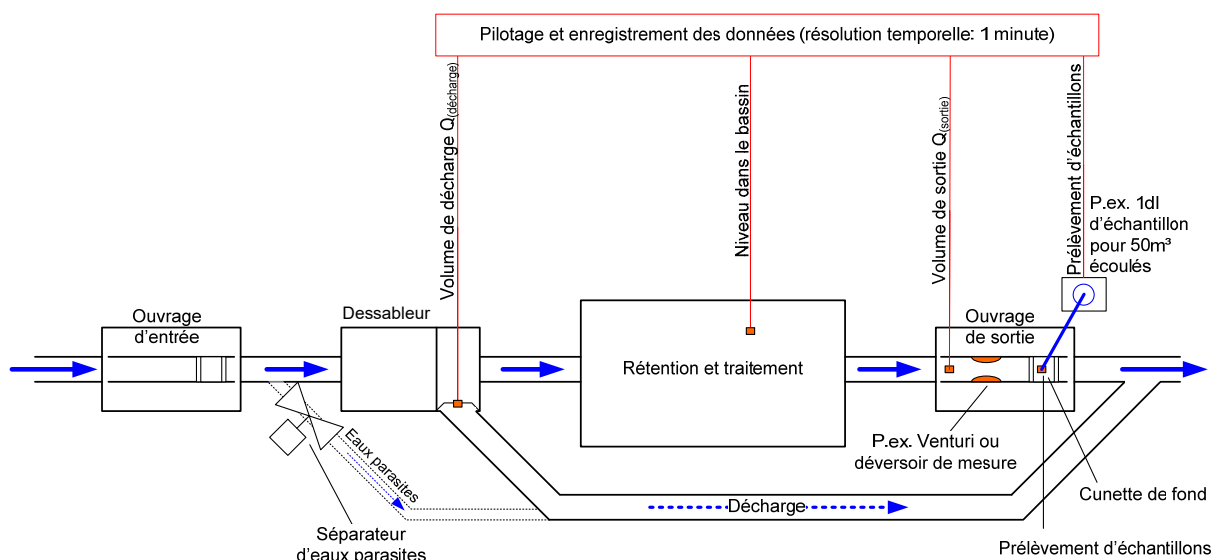 Pilotage et enregistrement des données (résolution temporelle: 1 minute)
Volume de décharge Q(décharge)
Niveau dans le bassin
Volume de sortie Q(sortie)
Prélèvement d'échantillons
P.ex. 1dl
d'échantillon
pour 50m³
écoulés
Ouvrage
d'entrée
Dessableur
Rétention et traitement
Ouvrage
de sortie
Eaux parasites
P.ex. Venturi ou
déversoir de mesure
Cunette de fond
Décharge
Séparateur
d'eaux parasites
Prélèvement d'échantillons